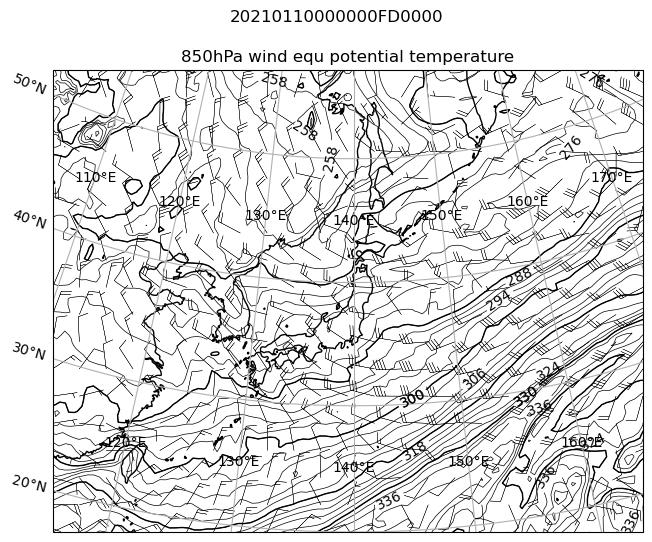 20210110000000FD0000
850hPa wind equ potential temperature
50°N
258
276
258
276
258
110°E
170°E
120°E
160°E
130°E
150°E
140°E
40°N
288
294
30°N
324
306
330
300
336
120°E
160°E
318
130°E
150°E
140°E
336
20°N
336
336